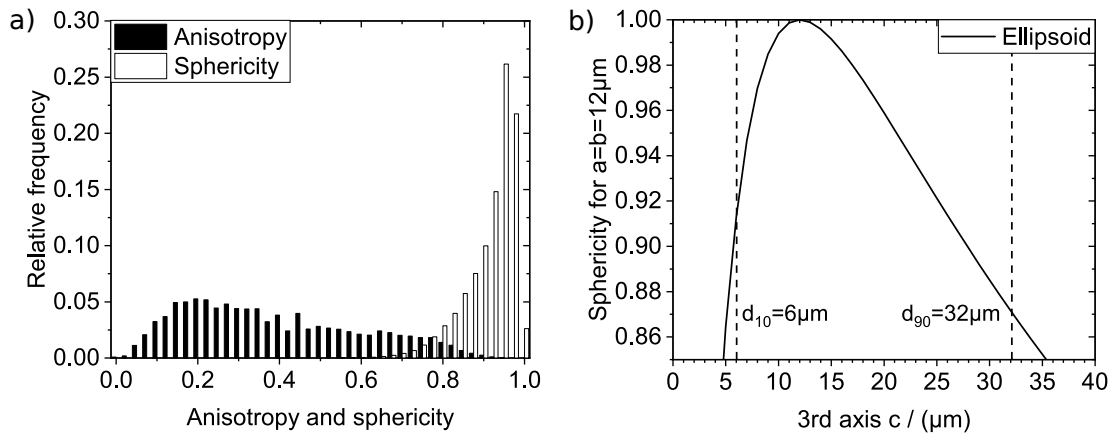 a)
Anisotropy
Sphericity
Relative frequency
0.30
0.25
0.20
0.15
0.10
0.05
0.00
0.0 0.2 0.4 0.6 0.8 1.0
Anisotropy and sphericity
b)
Ellipsoid
Sphericity for a=b=12µm
1.00
0.98
0.96
0.94
0.92
0.90
0.88
0.86
d10=6µm
d90=32µm
0 5 10 15 20 25 30 35 40
3rd axis c / (µm)